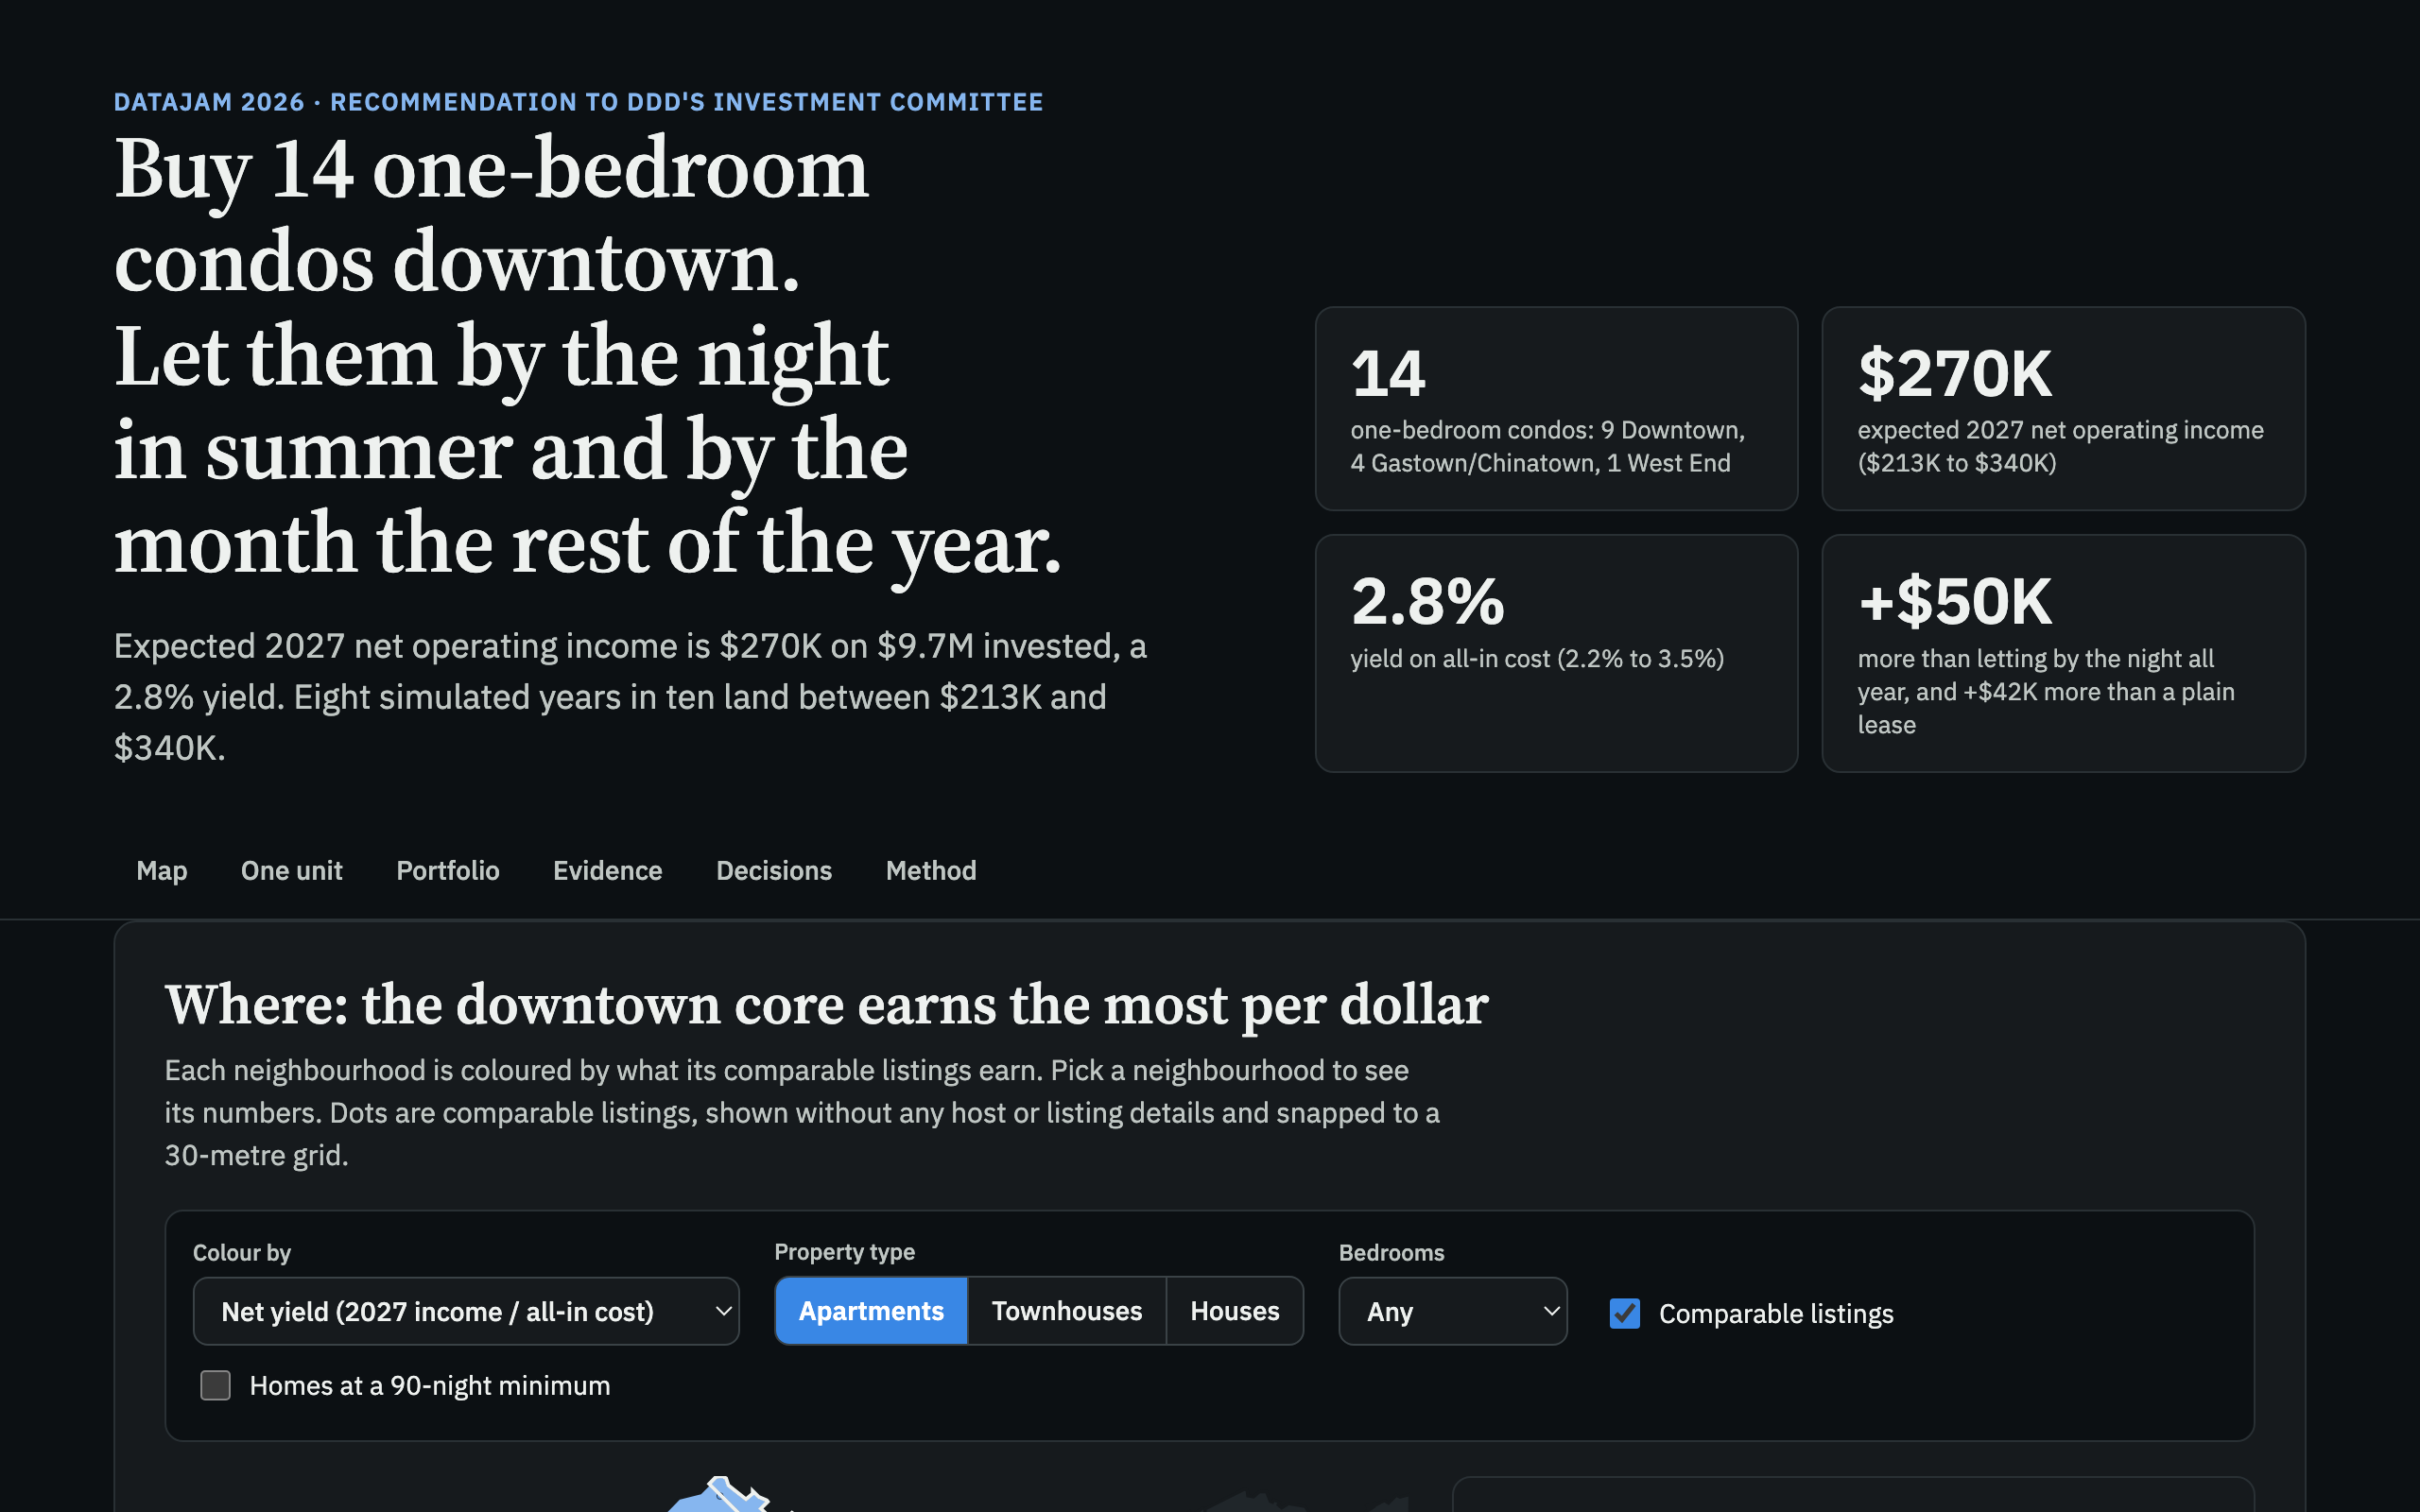 DATAJAM 2026 · RECOMMENDATION TO DDD'S INVESTMENT COMMITTEE
Buy 14 one-bedroom
condos downtown.
Let them by the night
in summer and by the
month the rest of the year.
Expected 2027 net operating income is $270K on $9.7M invested, a
2.8% yield. Eight simulated years in ten land between $213K and
$340K.
14
one-bedroom condos: 9 Downtown,
4 Gastown/Chinatown, 1 West End
$270K
expected 2027 net operating income
($213K to $340K)
2.8%
yield on all-in cost (2.2% to 3.5%)
+$50K
more than letting by the night all
year, and +$42K more than a plain
lease
Map
One unit
Portfolio
Evidence
Decisions
Method
Where: the downtown core earns the most per dollar
Each neighbourhood is coloured by what its comparable listings earn. Pick a neighbourhood to see
its numbers. Dots are comparable listings, shown without any host or listing details and snapped to a
30-metre grid.
Colour by
Net yield (2027 income / all-in cost)
Property type
Apartments
Townhouses
Houses
Bedrooms
Any
Comparable listings
Homes at a 90-night minimum